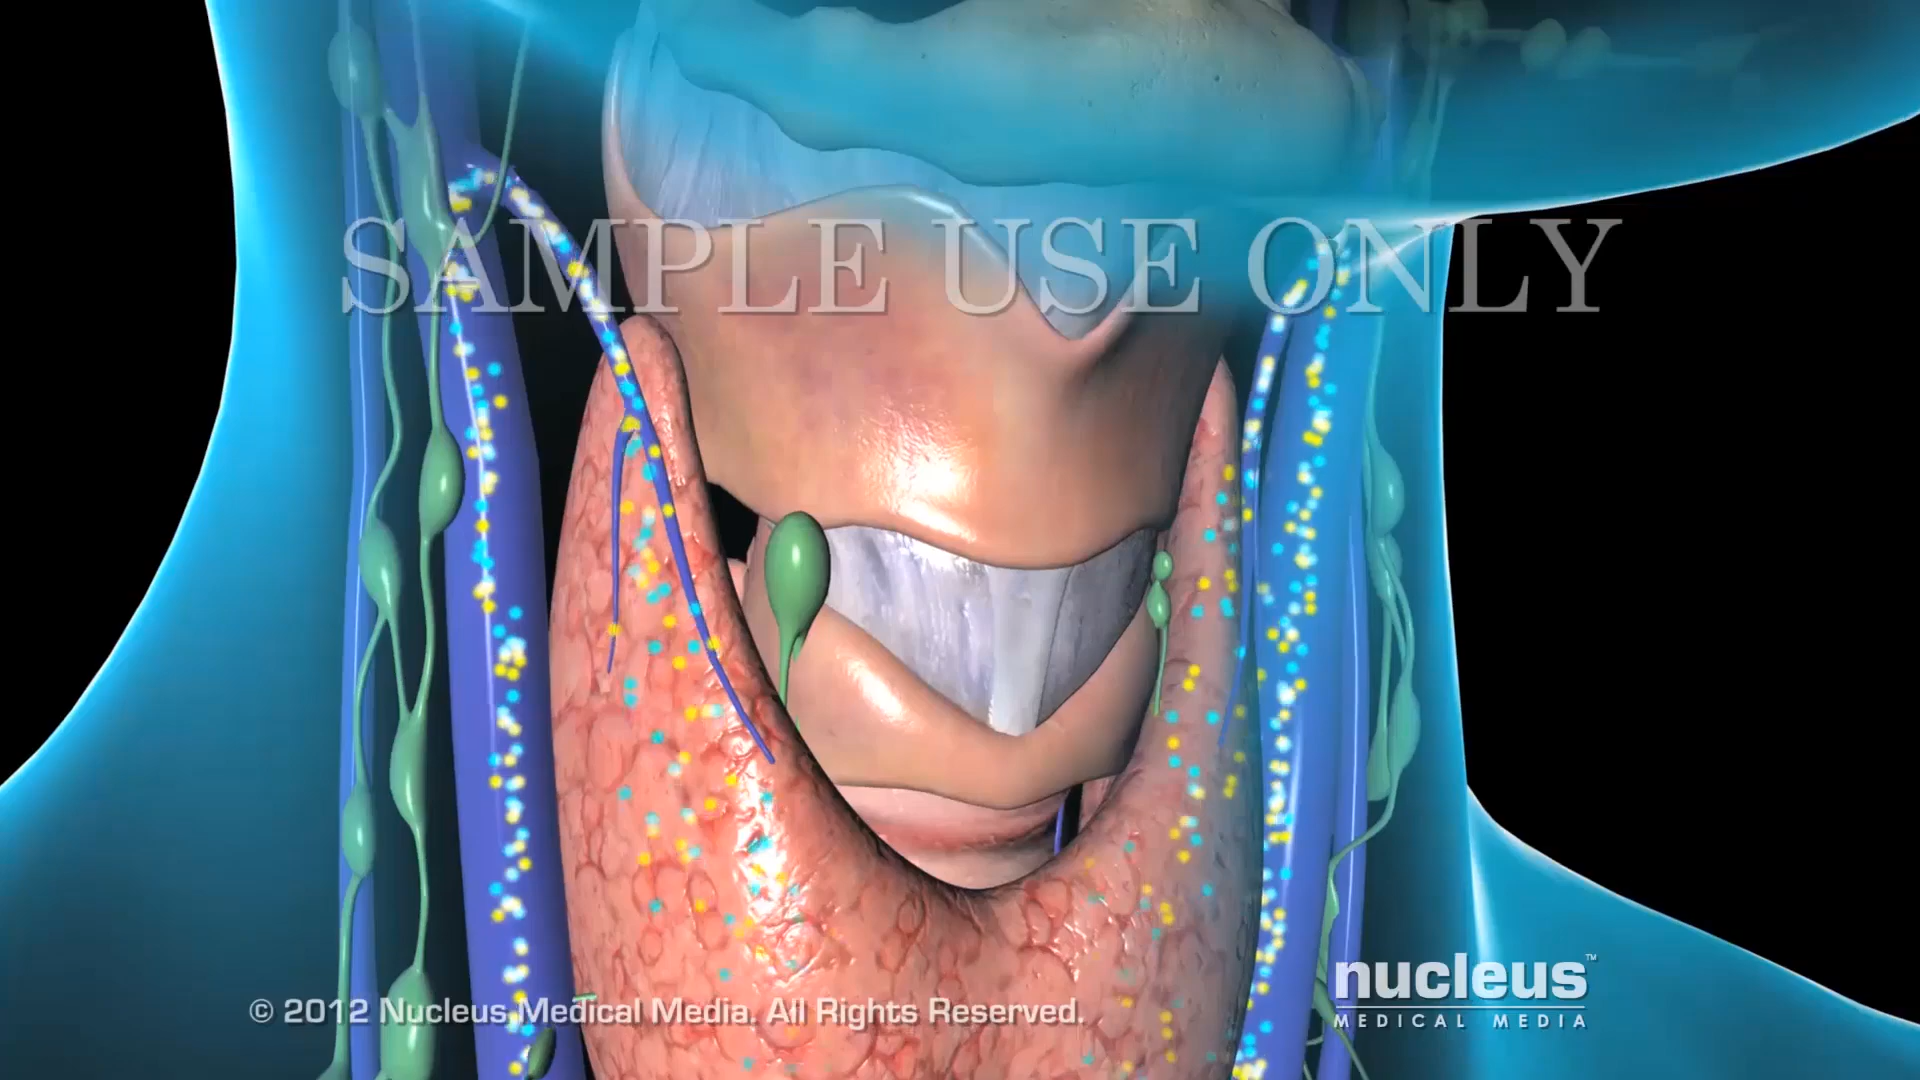 SAMPLE USE ONLY
nucleus™
MEDICAL MEDIA
© 2012 Nucleus Medical Media. All Rights Reserved.